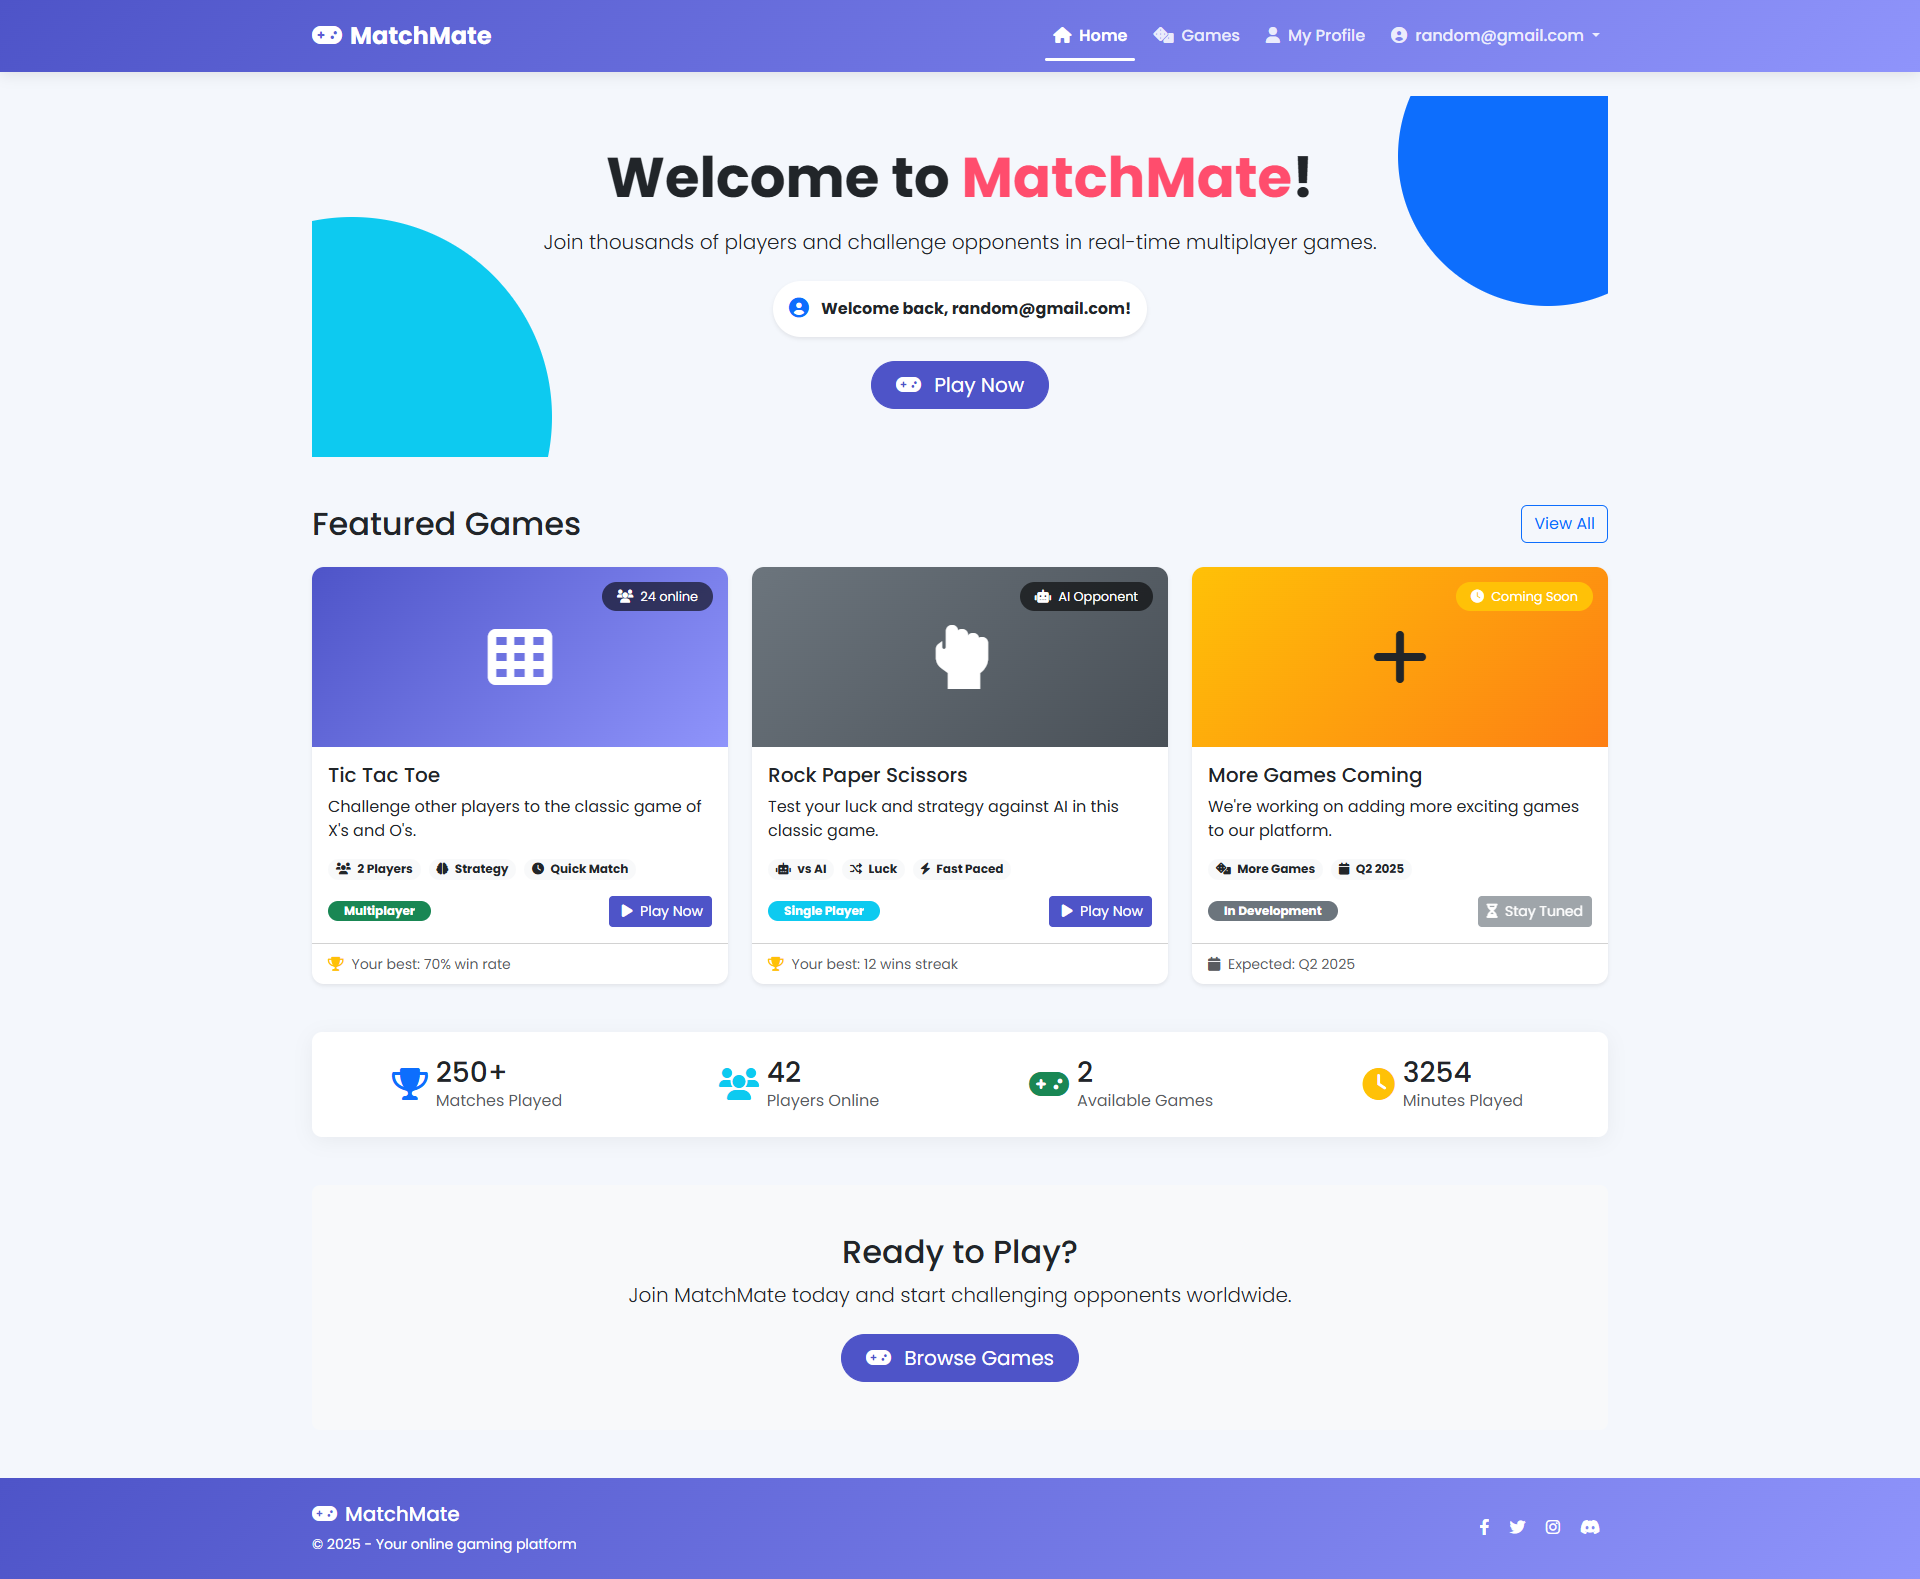 MatchMate
Home
Games
My Profile
random@gmail.com
Welcome to MatchMate!
Join thousands of players and challenge opponents in real-time multiplayer games.
Welcome back, random@gmail.com!
Play Now
Featured Games
View All
24 online
Tic Tac Toe
Challenge other players to the classic game of
X's and O's.
2 Players
Strategy
Quick Match
Multiplayer
Play Now
Your best: 70% win rate
AI Opponent
Rock Paper Scissors
Test your luck and strategy against AI in this
classic game.
vs AI
Luck
Fast Paced
Single Player
Play Now
Your best: 12 wins streak
Coming Soon
More Games Coming
We're working on adding more exciting games
to our platform.
More Games
Q2 2025
In Development
Stay Tuned
Expected: Q2 2025
250+
Matches Played
42
Players Online
2
Available Games
3254
Minutes Played
Ready to Play?
Join MatchMate today and start challenging opponents worldwide.
Browse Games
MatchMate
© 2025 - Your online gaming platform